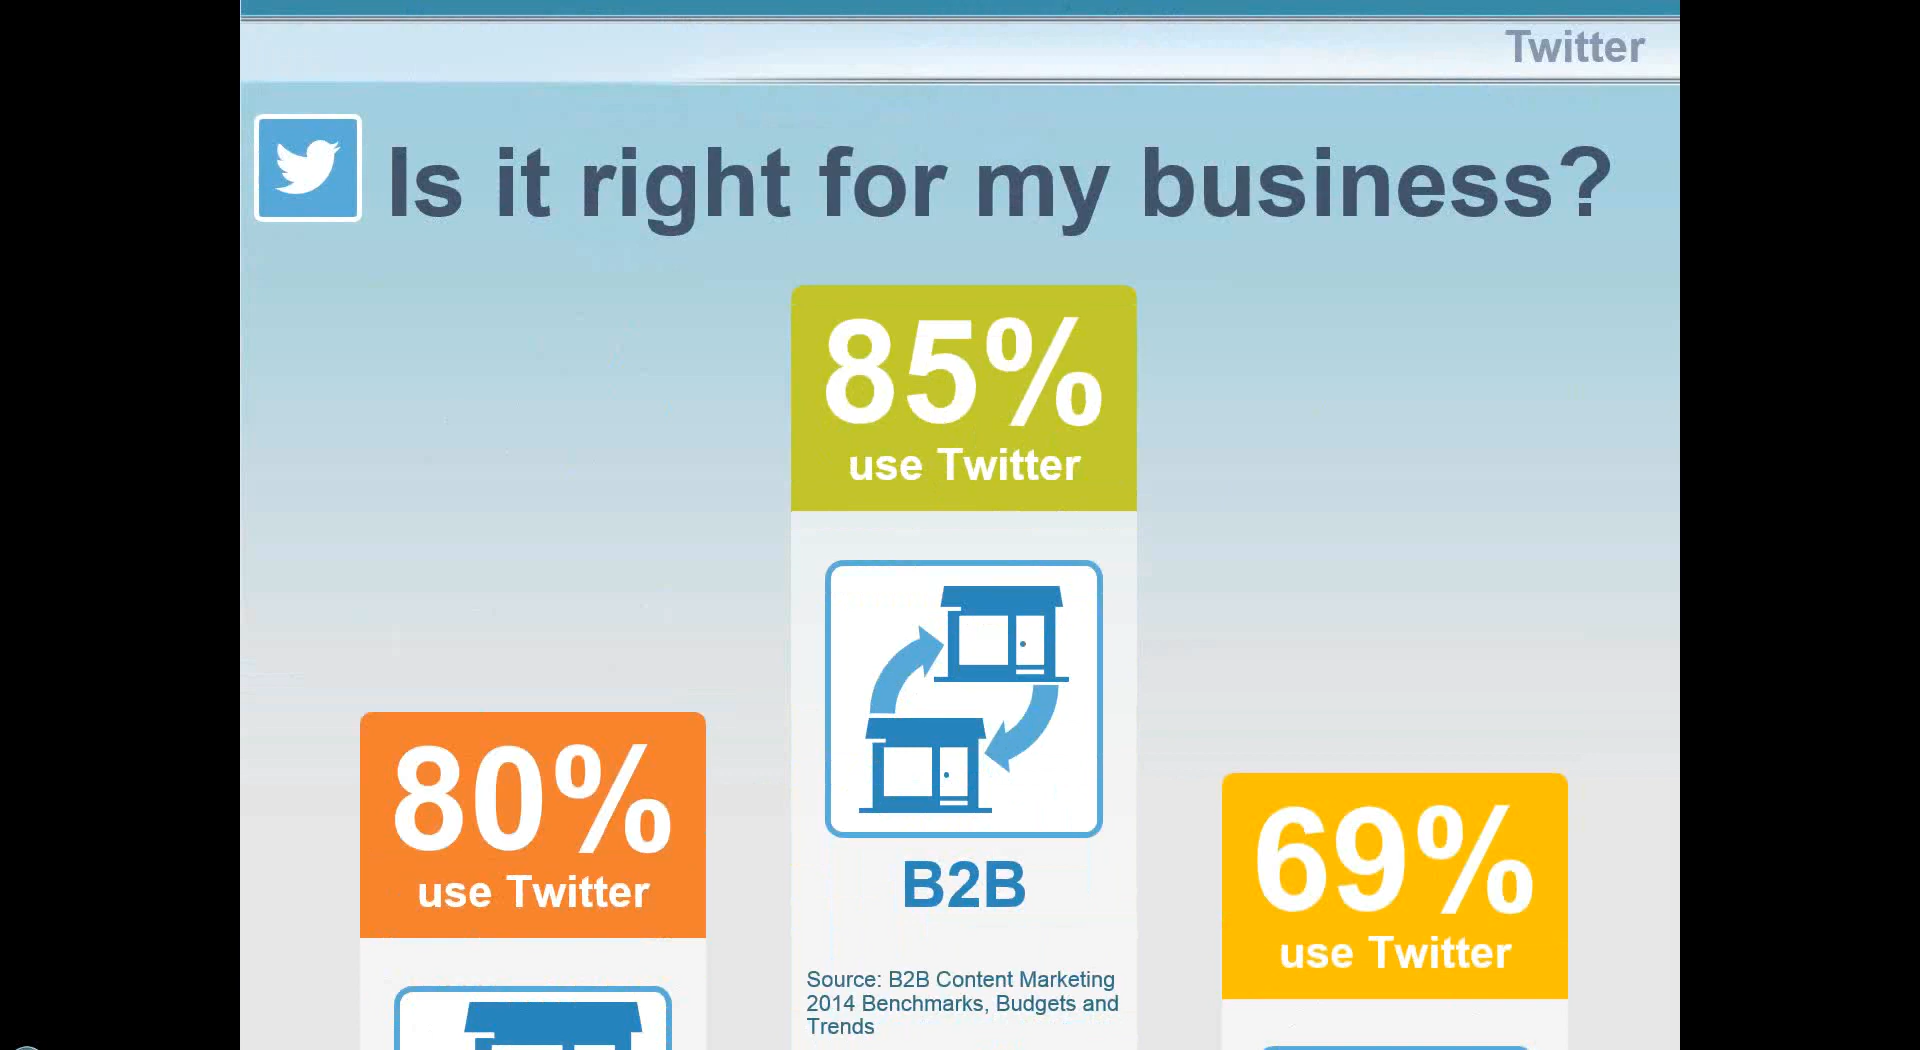 Twitter
Is it right for my business?
85%
use Twitter
B2B
Source: B2B Content Marketing
2014 Benchmarks, Budgets and
Trends
80%
use Twitter
69%
use Twitter